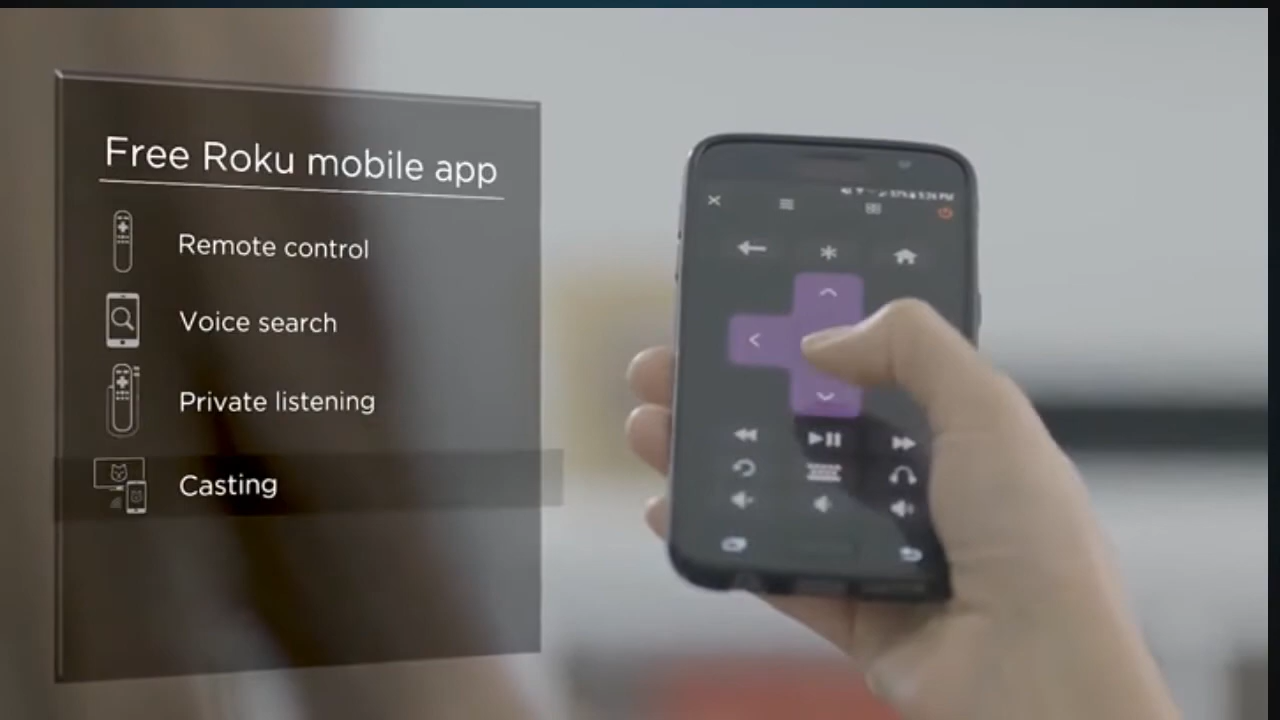 Free Roku mobile app
Remote control
Voice search
Private listening
Casting